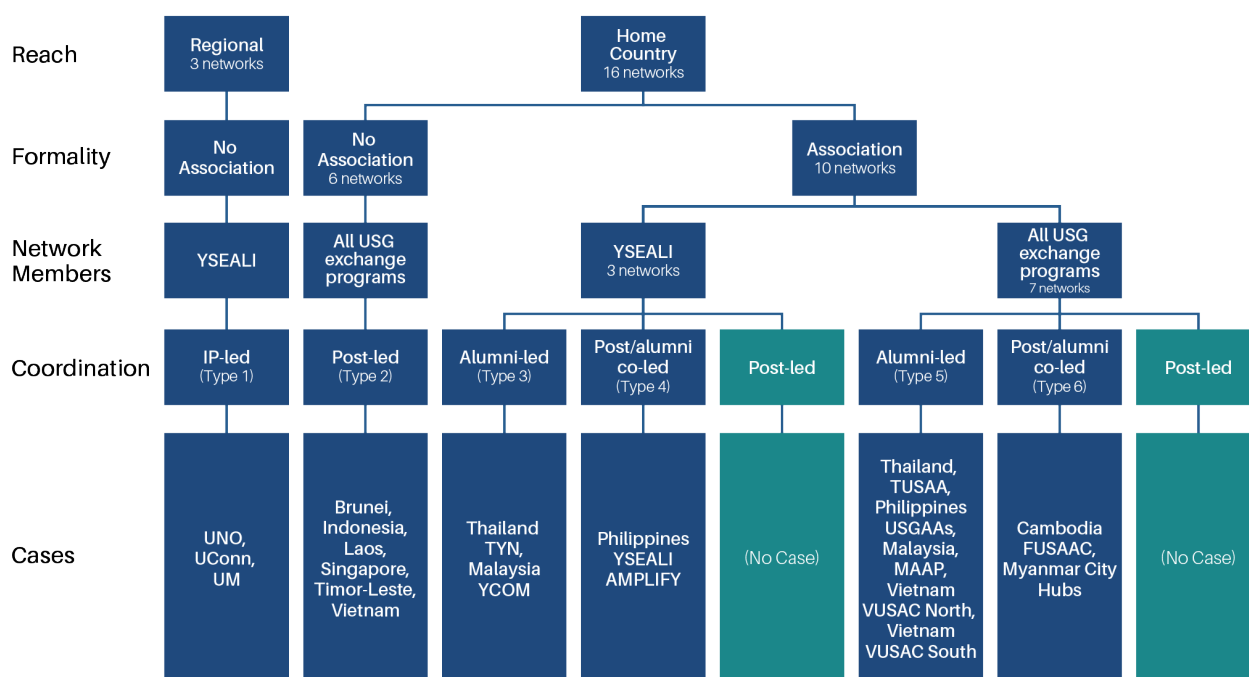 Reach
Regional
3 networks
Home
Country
16 networks
Formality
No
Association
No
Association
6 networks
Association
10 networks
Network
Members
YSEALI
All USG
exchange
programs
YSEALI
3 networks
All USG
exchange
programs
7 networks
Coordination
IP-led
(Type 1)
Post-led
(Type 2)
Alumni-led
(Type 3)
Post/alumni
co-led
(Type 4)
Post-led
Alumni-led
(Type 5)
Post/alumni
co-led
(Type 6)
Post-led
Cases
UNO,
UConn,
UM
Brunei,
Indonesia,
Laos,
Singapore,
Timor-Leste,
Vietnam
Thailand
TYN,
Malaysia
YCOM
Philippines
YSEALI
AMPLIFY
(No Case)
Thailand,
TUSAA,
Philippines
USGAAs,
Malaysia,
MAAP,
Vietnam
VUSAC North,
Vietnam
VUSAC South
Cambodia
FUSAAC,
Myanmar City
Hubs
(No Case)